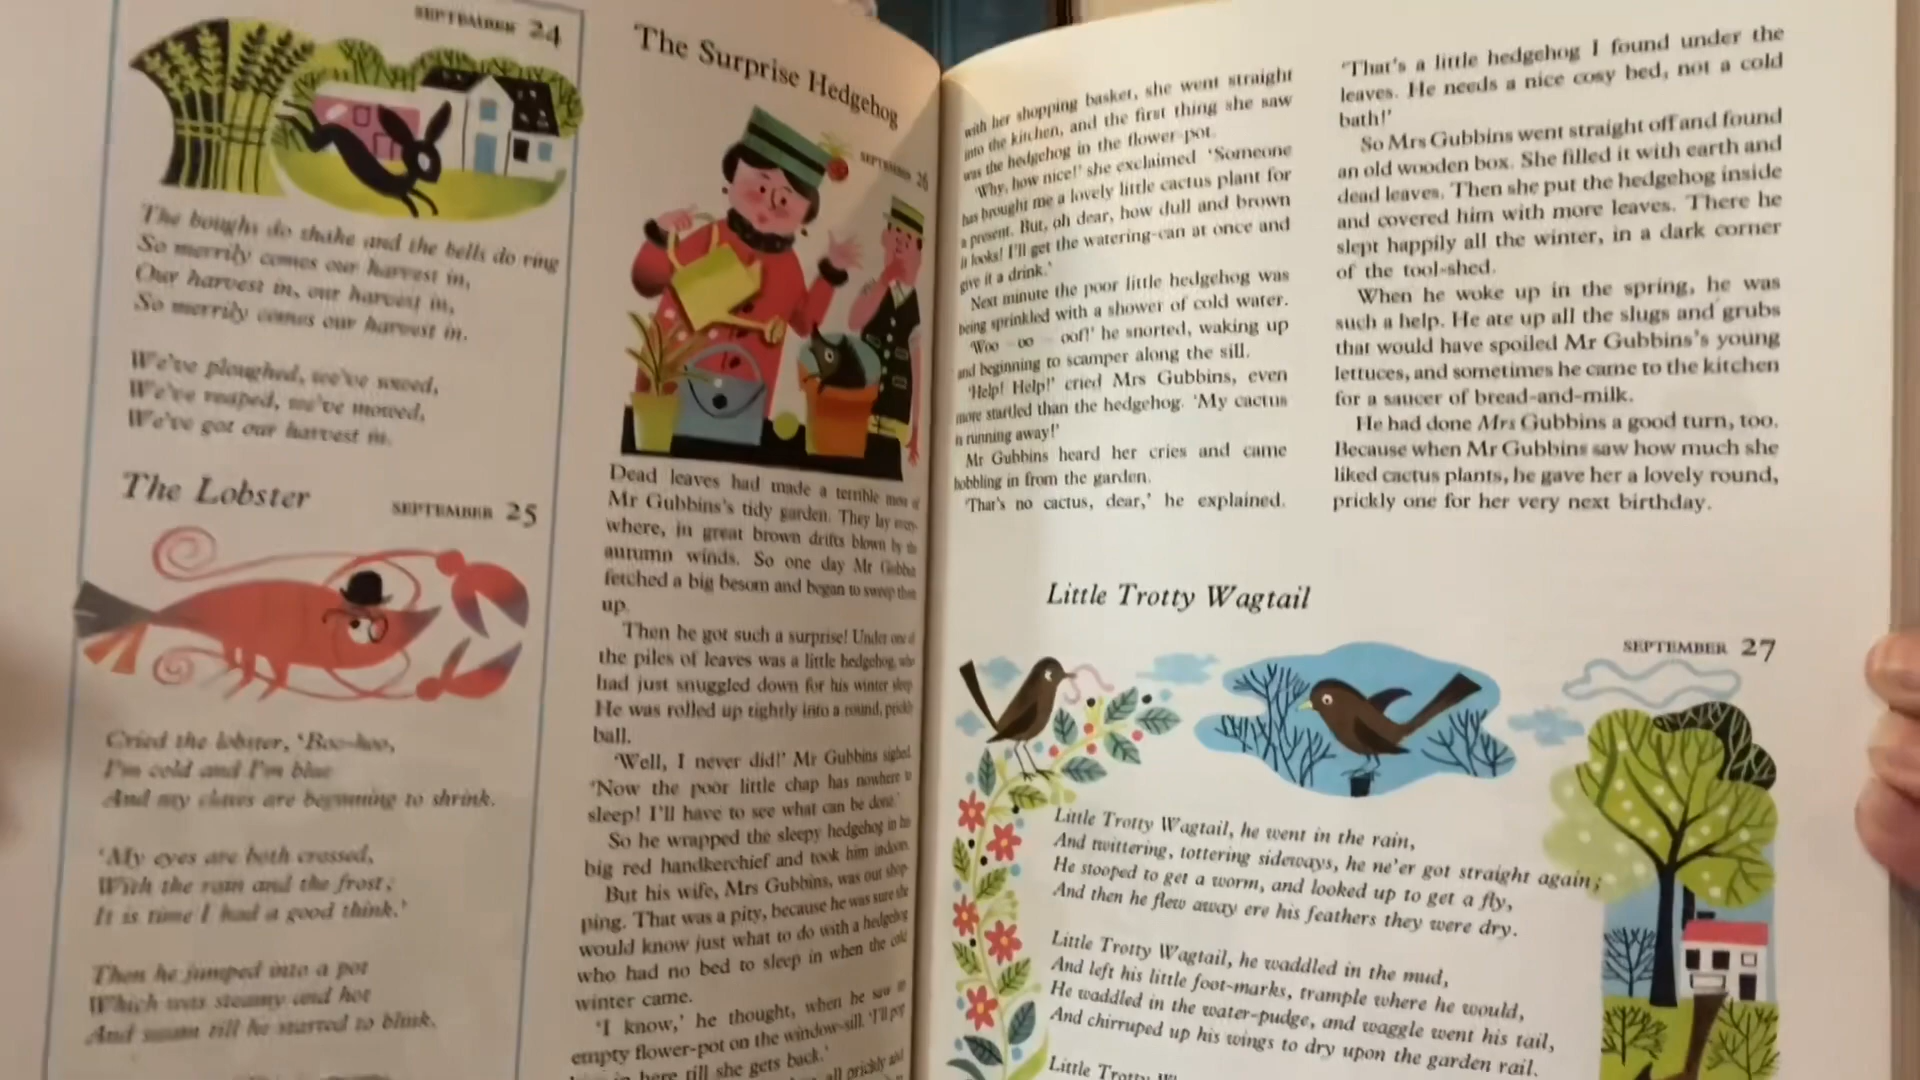 SEPTEMBER 24
The boughs do shake and the bells do ring
So merrily comes our harvest in,
Our harvest in, our harvest in,
So merrily comes our harvest in.
We've ploughed, we've sowed,
We've reaped, we've mowed,
We've got our harvest in.
The Lobster
SEPTEMBER 25
Cried the lobster, 'Boo-hoo,
I'm cold and I'm blue
And my claws are beginning to shrink.
'My eyes are both crossed,
With the rain and the frost;
It is time I had a good think.'
Then he jumped into a pot
Which was steamy and hot
And swam till he started to blink.
The Surprise Hedgehog
SEPTEMBER 26
Dead leaves had made a terrible mess of
Mr Gubbins's tidy garden. They lay every-
where, in great brown drifts blown by the
autumn winds. So one day Mr Gubbins
fetched a big besom and began to sweep them
up.
Then he got such a surprise! Under one of
the piles of leaves was a little hedgehog, who
had just snuggled down for his winter sleep
He was rolled up tightly into a round, prickly
ball.
'Well, I never did!' Mr Gubbins sighed.
'Now the poor little chap has nowhere to
sleep! I'll have to see what can be done.'
So he wrapped the sleepy hedgehog in his
big red handkerchief and took him indoors.
But his wife, Mrs Gubbins, was out shop-
ping. That was a pity, because he was sure she
would know just what to do with a hedgehog
who had no bed to sleep in when the cold
winter came.
'I know,' he thought, when he saw an
empty flower-pot on the window-sill. 'I'll pop
here till she gets back.'
all prickly and
with her shopping basket, she went straight
into the kitchen, and the first thing she saw
was the hedgehog in the flower-pot.
'Why, how nice!' she exclaimed 'Someone
has brought me a lovely little cactus plant for
a present. But, oh dear, how dull and brown
it looks! I'll get the watering-can at once and
give it a drink.'
Next minute the poor little hedgehog was
being sprinkled with a shower of cold water.
'Woo oo oof!' he snorted, waking up
and beginning to scamper along the sill.
'Help! Help!' cried Mrs Gubbins, even
more startled than the hedgehog. 'My cactus
is running away!'
Mr Gubbins heard her cries and came
hobbling in from the garden.
'That's no cactus, dear,' he explained.
'That's a little hedgehog I found under the
leaves. He needs a nice cosy bed, not a cold
bath!'
So Mrs Gubbins went straight off and found
an old wooden box. She filled it with earth and
dead leaves. Then she put the hedgehog inside
and covered him with more leaves. There he
slept happily all the winter, in a dark corner
of the tool-shed.
When he woke up in the spring, he was
such a help. He ate up all the slugs and grubs
that would have spoiled Mr Gubbins's young
lettuces, and sometimes he came to the kitchen
for a saucer of bread-and-milk.
He had done Mrs Gubbins a good turn, too.
Because when Mr Gubbins saw how much she
liked cactus plants, he gave her a lovely round,
prickly one for her very next birthday.
Little Trotty Wagtail
SEPTEMBER 27
Little Trotty Wagtail, he went in the rain,
And twittering, tottering sideways, he ne'er got straight again;
He stooped to get a worm, and looked up to get a fly,
And then he flew away ere his feathers they were dry.
Little Trotty Wagtail, he waddled in the mud,
And left his little foot-marks, trample where he would,
He waddled in the water-pudge, and waggle went his tail,
And chirruped up his wings to dry upon the garden rail.
Little Trotty